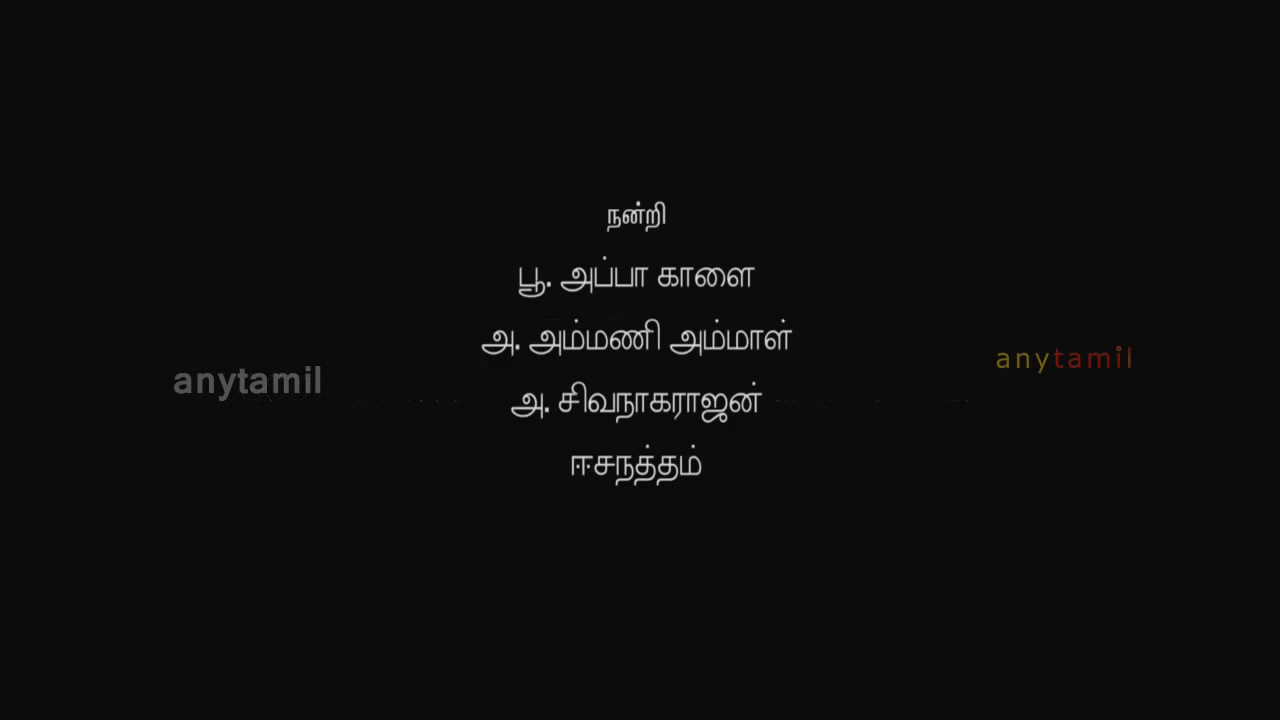 நன்றி
பூ. அப்பா காளை
அ. அம்மணி அம்மாள்
anytamil
anytamil
அ. சிவநாகராஜன்
ஈசநத்தம்